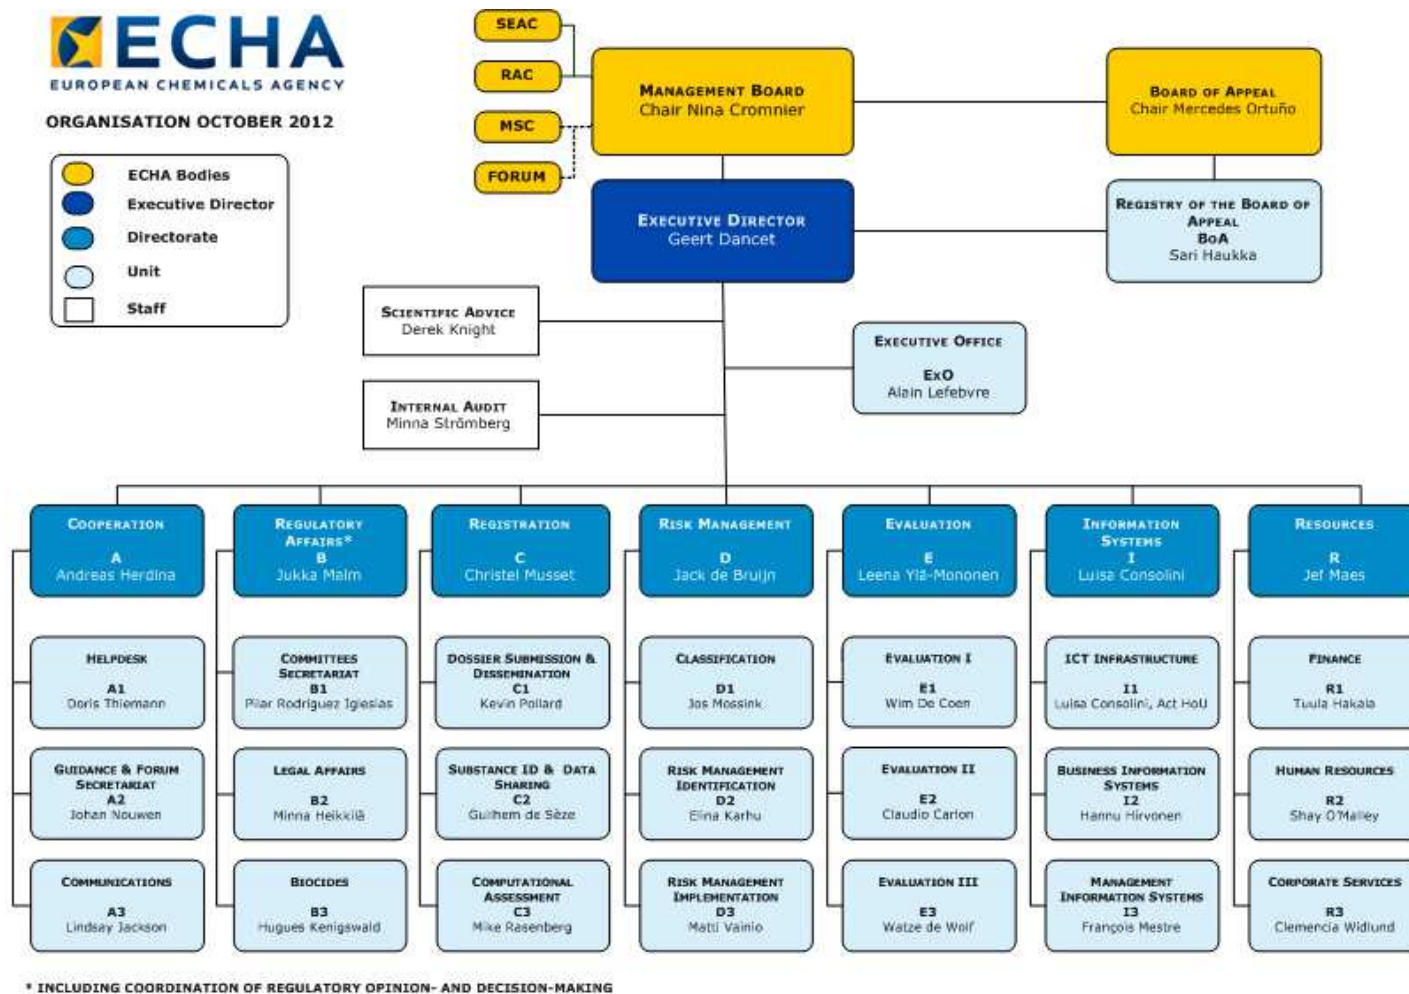 ECHA
EUROPEAN CHEMICALS AGENCY
ORGANISATION OCTOBER 2012
ECHA Bodies
Executive Director
Directorate
Unit
Staff
SEAC
RAC
MSC
FORUM
MANAGEMENT BOARD
Chair Nina Cromnier
BOARD OF APPEAL
Chair Mercedes Ortuño
EXECUTIVE DIRECTOR
Geert Dancet
REGISTRY OF THE BOARD OF
APPEAL
BOA
Sari Haukka
SCIENTIFIC ADVICE
Derek Knight
EXECUTIVE OFFICE
EXO
Alain Lefebvre
INTERNAL AUDIT
Minna Strömberg
COOPERATION
A
Andreas Herdina
REGULATORY
AFFAIRS*
B
Jukka Malm
REGISTRATION
C
Christel Musset
RISK MANAGEMENT
D
Jack de Bruijn
EVALUATION
E
Leena Ylä-Mononen
INFORMATION
SYSTEMS
I
Luisa Consolini
RESOURCES
R
Jef Maes
HELPDESK
A1
Doris Thiemann
COMMITTEES
SECRETARIAT
B1
Pilar Rodríguez Iglesias
DOSSIER SUBMISSION &
DISSEMINATION
C1
Kevin Pollard
CLASSIFICATION
D1
Jos Mossink
EVALUATION I
E1
Wim De Coen
ICT INFRASTRUCTURE
I1
Luisa Consolini, Act HoU
FINANCE
R1
Tuula Hakala
GUIDANCE & FORUM
SECRETARIAT
A2
Johan Nouwen
LEGAL AFFAIRS
B2
Minna Heikkilä
SUBSTANCE ID & DATA
SHARING
C2
Guilhem de Sèze
RISK MANAGEMENT
IDENTIFICATION
D2
Elina Karhu
EVALUATION II
E2
Claudio Carlon
BUSINESS INFORMATION
SYSTEMS
I2
Hannu Hirvonen
HUMAN RESOURCES
R2
Shay O'Malley
COMMUNICATIONS
A3
Lindsay Jackson
BIOCIDES
B3
Hugues Kenigswald
COMPUTATIONAL
ASSESSMENT
C3
Mike Rasenberg
RISK MANAGEMENT
IMPLEMENTATION
D3
Matti Vainio
EVALUATION III
E3
Watze de Wolf
MANAGEMENT
INFORMATION SYSTEMS
I3
François Mestre
CORPORATE SERVICES
R3
Clemencia Widlund
* INCLUDING COORDINATION OF REGULATORY OPINION- AND DECISION-MAKING